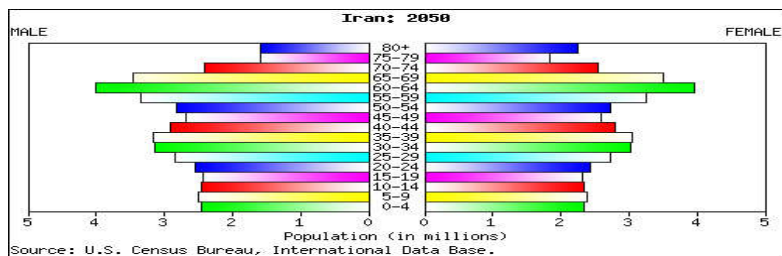 Iran: 2050
MALE
FEMALE
80+
75-79
70-74
65-69
60-64
55-59
50-54
45-49
40-44
35-39
30-34
25-29
20-24
15-19
10-14
5-9
0-4
5 4 3 2 1 0 0 1 2 3 4 5
Population (in millions)
Source: U.S. Census Bureau, International Data Base.